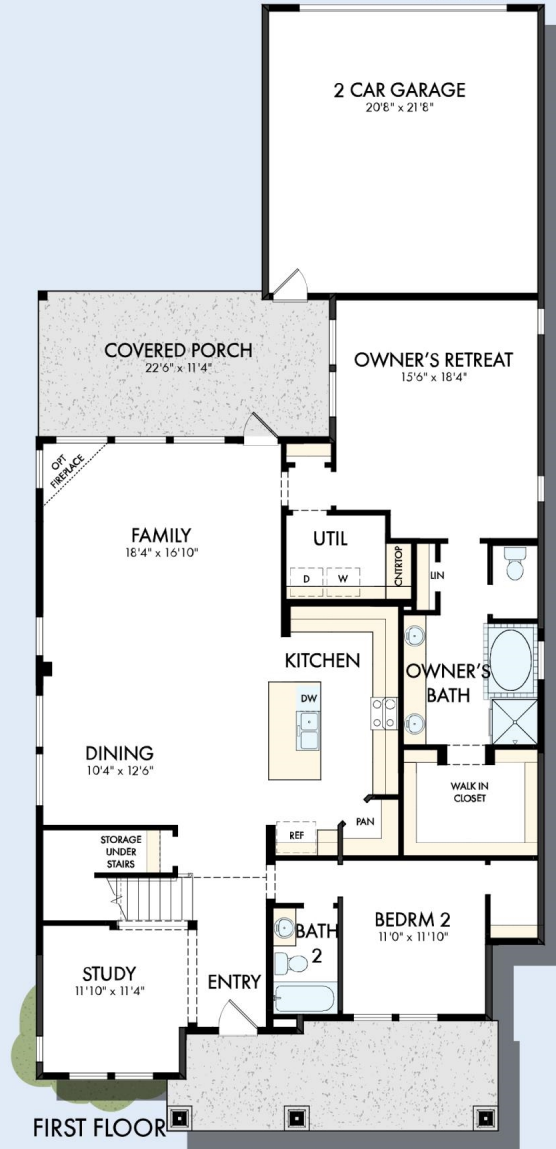 2 CAR GARAGE
20'8" x 21'8"
COVERED PORCH
22'6" x 11'4"
OWNER'S RETREAT
15'6" x 18'4"
OPT
FIREPLACE
FAMILY
18'4" x 16'10"
UTIL
D
W
CNTRTOP
LIN
KITCHEN
DW
OWNER'S
BATH
DINING
10'4" x 12'6"
WALK IN
CLOSET
PAN
REF
STORAGE
UNDER
STAIRS
BATH
2
BEDRM 2
11'0" x 11'10"
STUDY
11'10" x 11'4"
ENTRY
FIRST FLOOR